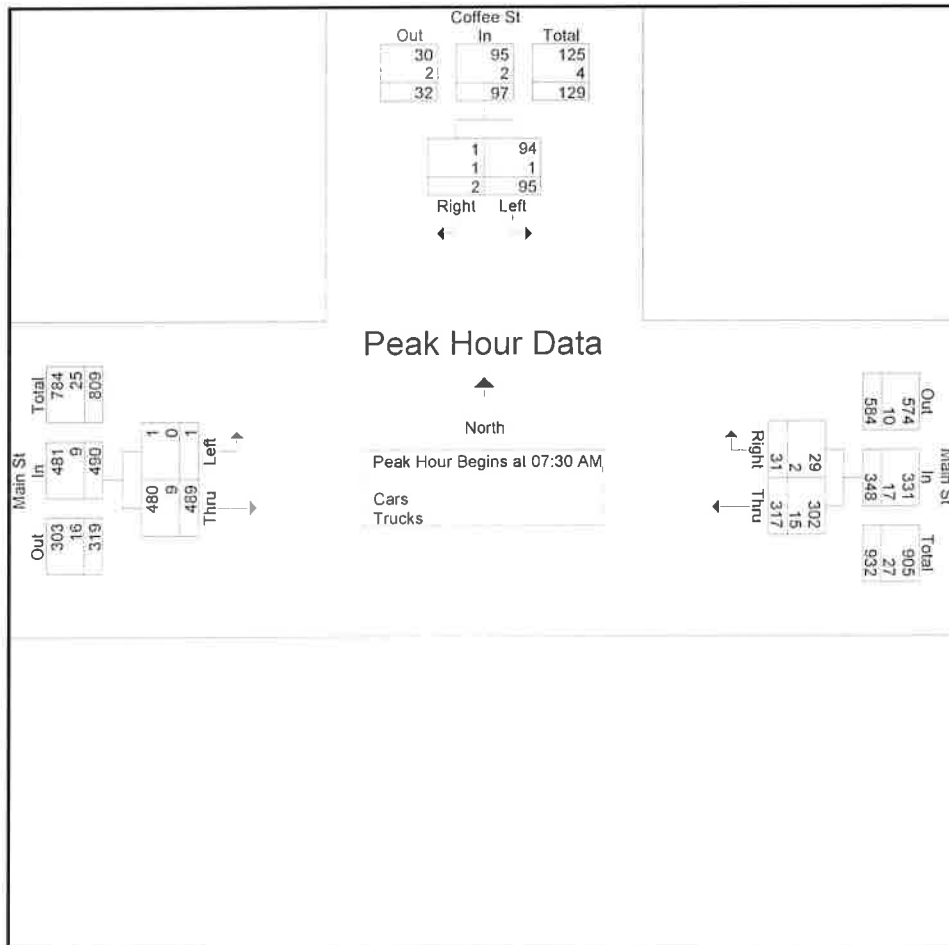 Coffee St
Out In Total
30 95 125
2 2 4
32 97 129
1 94
1 1
2 95
Right Left
Peak Hour Data
North
Peak Hour Begins at 07:30 AM
Cars
Trucks
Main St
Total In Out
784 481 303
25 9 16
809 490 319
Left Thru
1 480
0 9
1 489
Main St
Out In Total
574 331 905
10 17 27
584 348 932
Right Thru
29 302
2 15
31 317